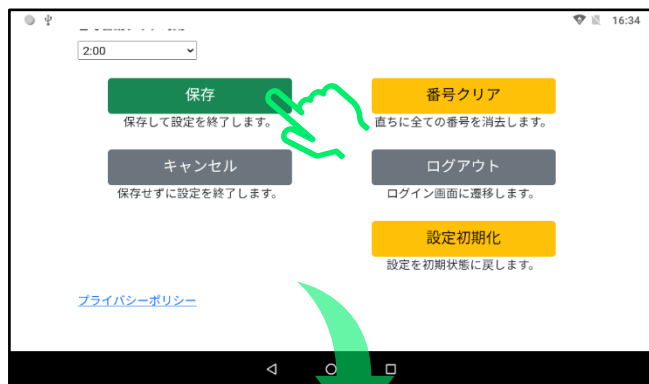 16:34
2:00
保存
番号クリア
保存して設定を終了します。
直ちに全ての番号を消去します。
キャンセル
ログアウト
保存せずに設定を終了します。
ログイン画面に遷移します。
設定初期化
設定を初期状態に戻します。
プライバシーポリシー